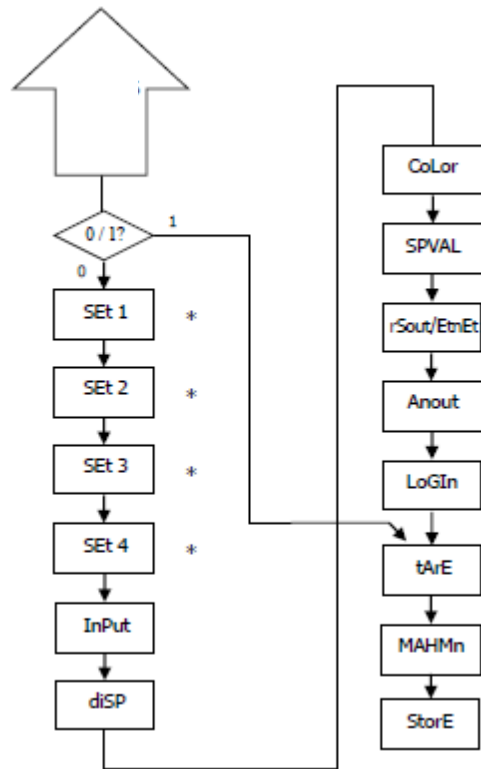 0 / 1?
1
0
SEt 1
*
SEt 2
*
SEt 3
*
SEt 4
*
InPut
diSP
CoLor
SPVAL
rSout/EtnEt
Anout
LoGIn
tArE
MAHMn
StorE